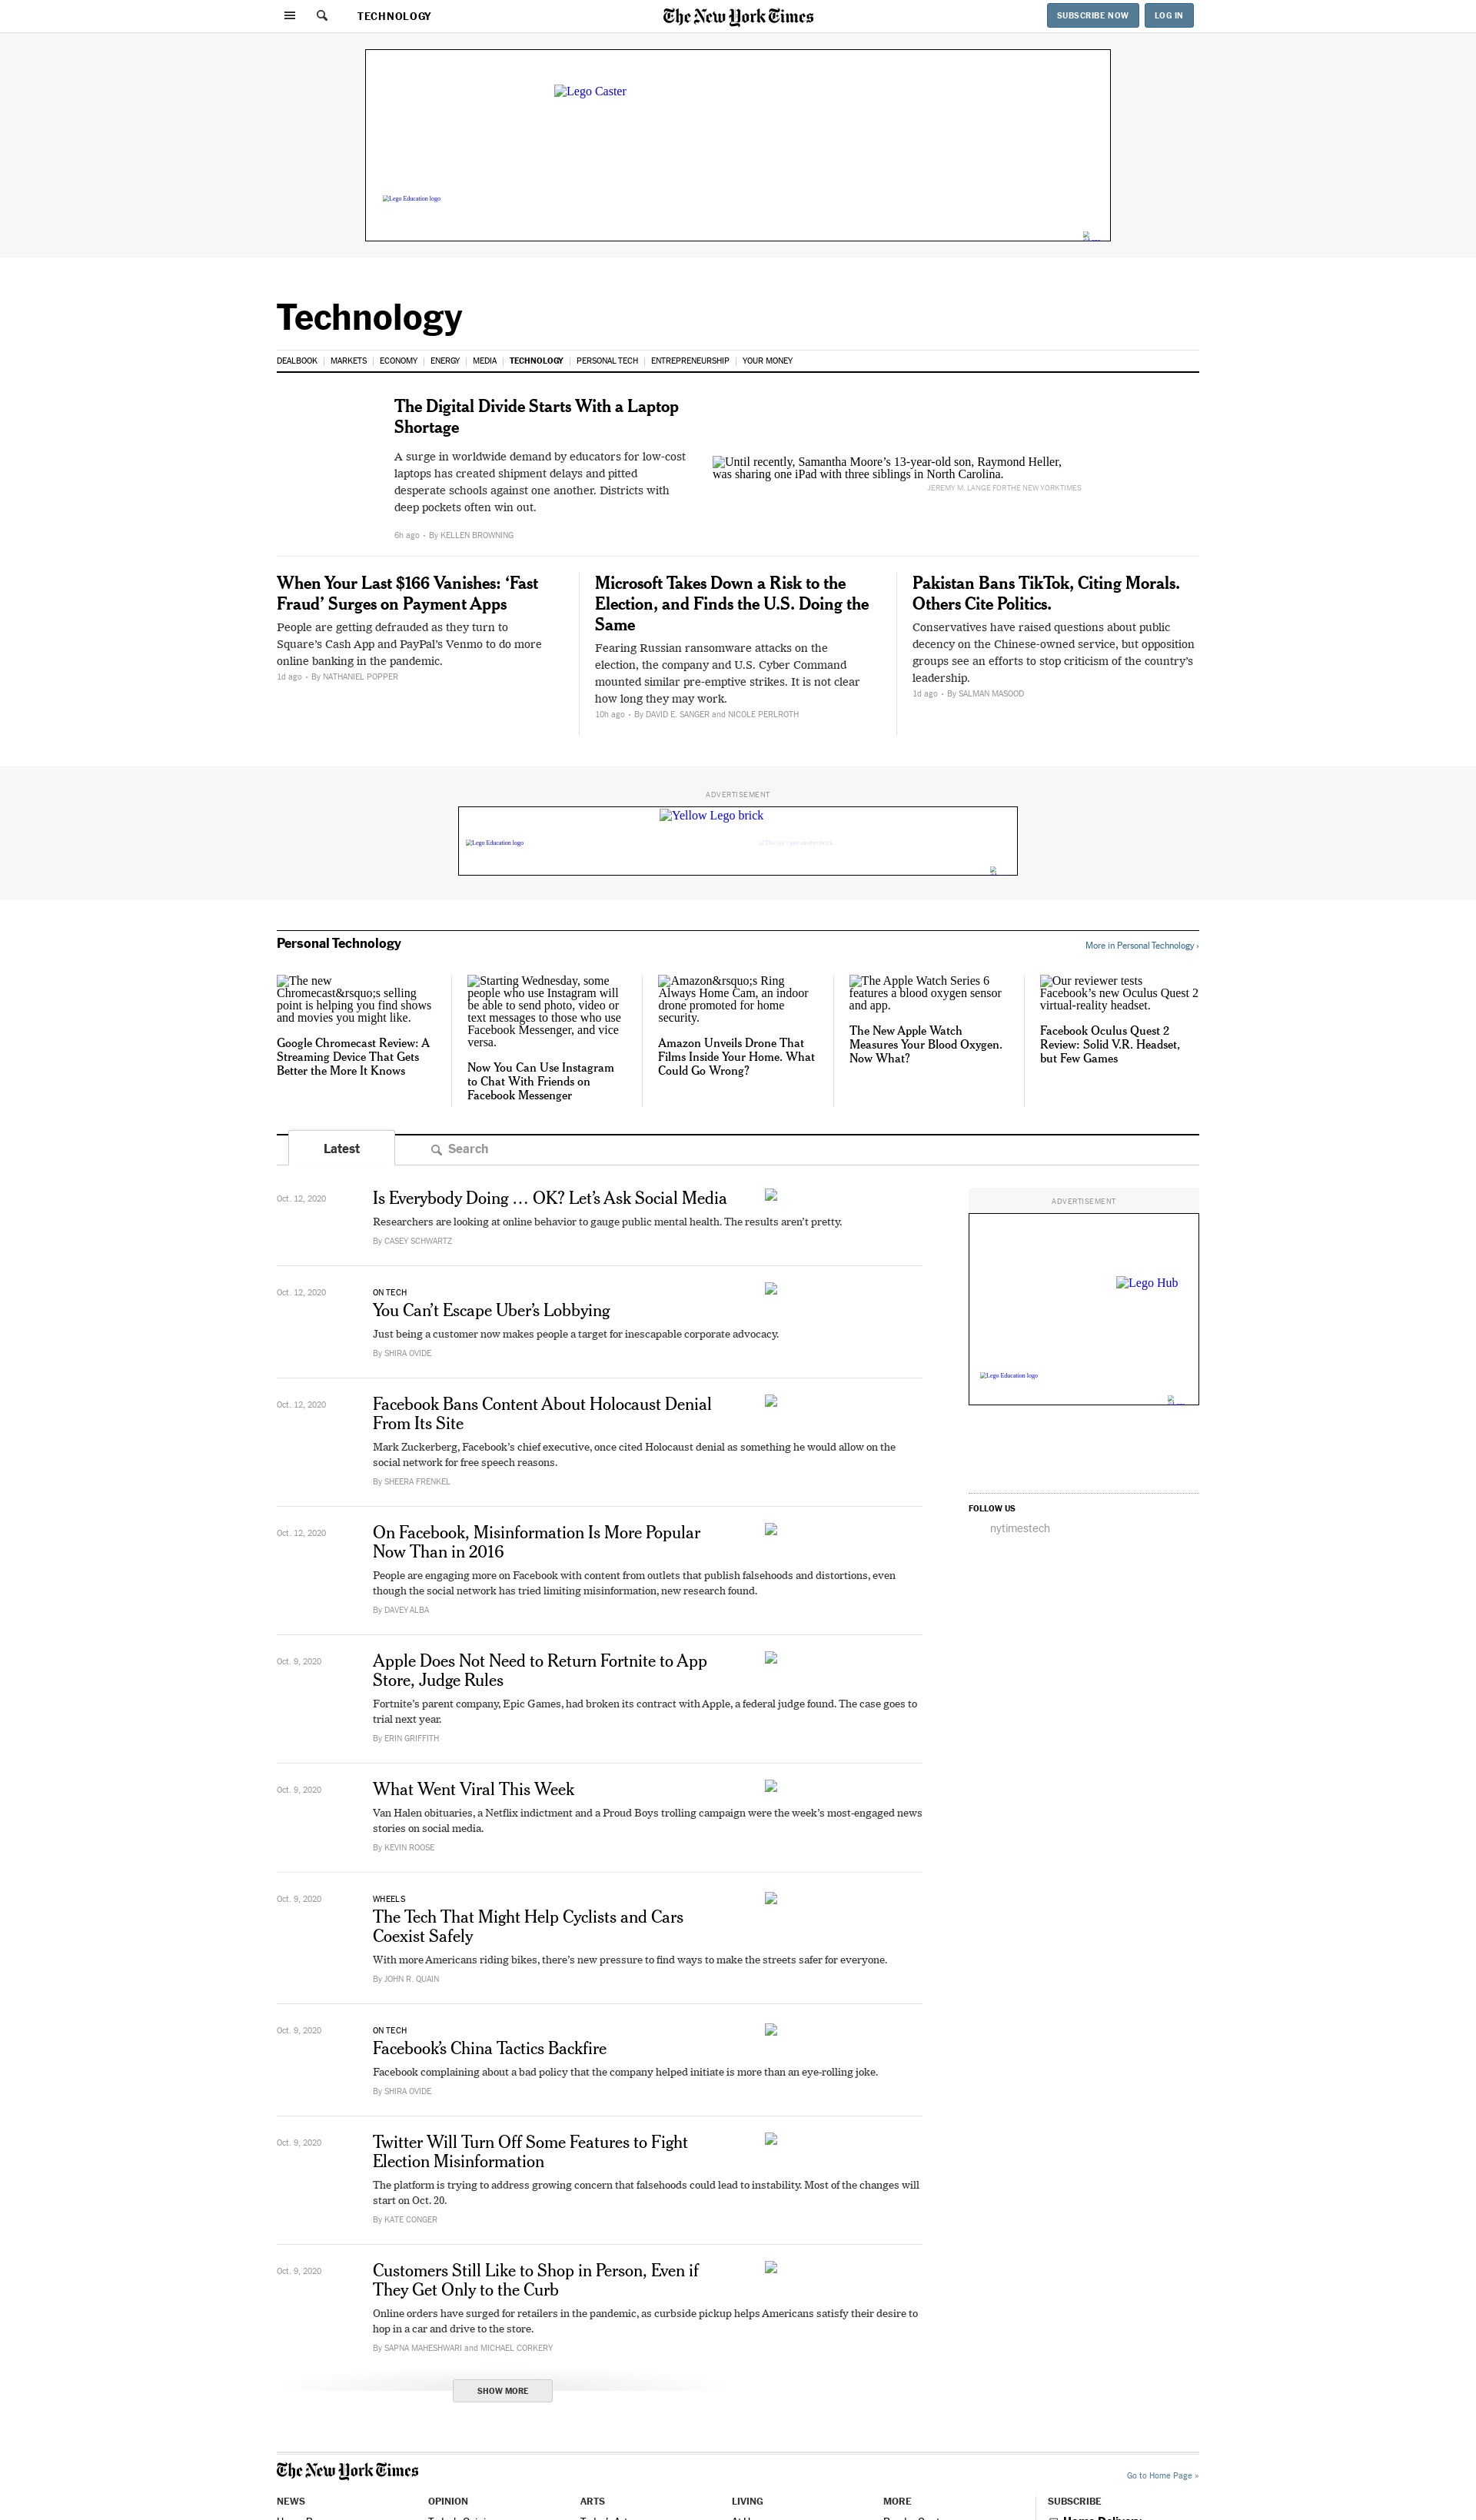 TECHNOLOGY
The New York Times
SUBSCRIBE NOW
LOG IN
Lego Caster
Lego Education logo
Technology
DEALBOOK
MARKETS
ECONOMY
ENERGY
MEDIA
TECHNOLOGY
PERSONAL TECH
ENTREPRENEURSHIP
YOUR MONEY
The Digital Divide Starts With a Laptop
Shortage
A surge in worldwide demand by educators for low-cost
laptops has created shipment delays and pitted
desperate schools against one another. Districts with
deep pockets often win out.
6h ago • By KELLEN BROWNING
Until recently, Samantha Moore’s 13-year-old son, Raymond Heller,
was sharing one iPad with three siblings in North Carolina.
JEREMY M. LANGE FOR THE NEW YORK TIMES
When Your Last $166 Vanishes: ‘Fast
Fraud’ Surges on Payment Apps
People are getting defrauded as they turn to
Square’s Cash App and PayPal’s Venmo to do more
online banking in the pandemic.
1d ago • By NATHANIEL POPPER
Microsoft Takes Down a Risk to the
Election, and Finds the U.S. Doing the
Same
Fearing Russian ransomware attacks on the
election, the company and U.S. Cyber Command
mounted similar pre-emptive strikes. It is not clear
how long they may work.
10h ago • By DAVID E. SANGER and NICOLE PERLROTH
Pakistan Bans TikTok, Citing Morals.
Others Cite Politics.
Conservatives have raised questions about public
decency on the Chinese-owned service, but opposition
groups see an efforts to stop criticism of the country’s
leadership.
1d ago • By SALMAN MASOOD
ADVERTISEMENT
Yellow Lego brick
Lego Education logo
This isn't just another brick.
Personal Technology
More in Personal Technology ›
The new
Chromecast&rsquo;s selling
point is helping you find shows
and movies you might like.
Google Chromecast Review: A
Streaming Device That Gets
Better the More It Knows
Starting Wednesday, some
people who use Instagram will
be able to send photo, video or
text messages to those who use
Facebook Messenger, and vice
versa.
Now You Can Use Instagram
to Chat With Friends on
Facebook Messenger
Amazon&rsquo;s Ring
Always Home Cam, an indoor
drone promoted for home
security.
Amazon Unveils Drone That
Films Inside Your Home. What
Could Go Wrong?
The Apple Watch Series 6
features a blood oxygen sensor
and app.
The New Apple Watch
Measures Your Blood Oxygen.
Now What?
Our reviewer tests
Facebook’s new Oculus Quest 2
virtual-reality headset.
Facebook Oculus Quest 2
Review: Solid V.R. Headset,
but Few Games
Latest
Search
Oct. 12, 2020
Is Everybody Doing … OK? Let’s Ask Social Media
Researchers are looking at online behavior to gauge public mental health. The results aren’t pretty.
By CASEY SCHWARTZ
Oct. 12, 2020
ON TECH
You Can’t Escape Uber’s Lobbying
Just being a customer now makes people a target for inescapable corporate advocacy.
By SHIRA OVIDE
Oct. 12, 2020
Facebook Bans Content About Holocaust Denial
From Its Site
Mark Zuckerberg, Facebook’s chief executive, once cited Holocaust denial as something he would allow on the
social network for free speech reasons.
By SHEERA FRENKEL
Oct. 12, 2020
On Facebook, Misinformation Is More Popular
Now Than in 2016
People are engaging more on Facebook with content from outlets that publish falsehoods and distortions, even
though the social network has tried limiting misinformation, new research found.
By DAVEY ALBA
Oct. 9, 2020
Apple Does Not Need to Return Fortnite to App
Store, Judge Rules
Fortnite’s parent company, Epic Games, had broken its contract with Apple, a federal judge found. The case goes to
trial next year.
By ERIN GRIFFITH
Oct. 9, 2020
What Went Viral This Week
Van Halen obituaries, a Netflix indictment and a Proud Boys trolling campaign were the week’s most-engaged news
stories on social media.
By KEVIN ROOSE
Oct. 9, 2020
WHEELS
The Tech That Might Help Cyclists and Cars
Coexist Safely
With more Americans riding bikes, there’s new pressure to find ways to make the streets safer for everyone.
By JOHN R. QUAIN
Oct. 9, 2020
ON TECH
Facebook’s China Tactics Backfire
Facebook complaining about a bad policy that the company helped initiate is more than an eye-rolling joke.
By SHIRA OVIDE
Oct. 9, 2020
Twitter Will Turn Off Some Features to Fight
Election Misinformation
The platform is trying to address growing concern that falsehoods could lead to instability. Most of the changes will
start on Oct. 20.
By KATE CONGER
Oct. 9, 2020
Customers Still Like to Shop in Person, Even if
They Get Only to the Curb
Online orders have surged for retailers in the pandemic, as curbside pickup helps Americans satisfy their desire to
hop in a car and drive to the store.
By SAPNA MAHESHWARI and MICHAEL CORKERY
SHOW MORE
ADVERTISEMENT
Lego Hub
Lego Education logo
FOLLOW US
nytimestech
The New York Times
Go to Home Page »
NEWS
OPINION
ARTS
LIVING
MORE
SUBSCRIBE